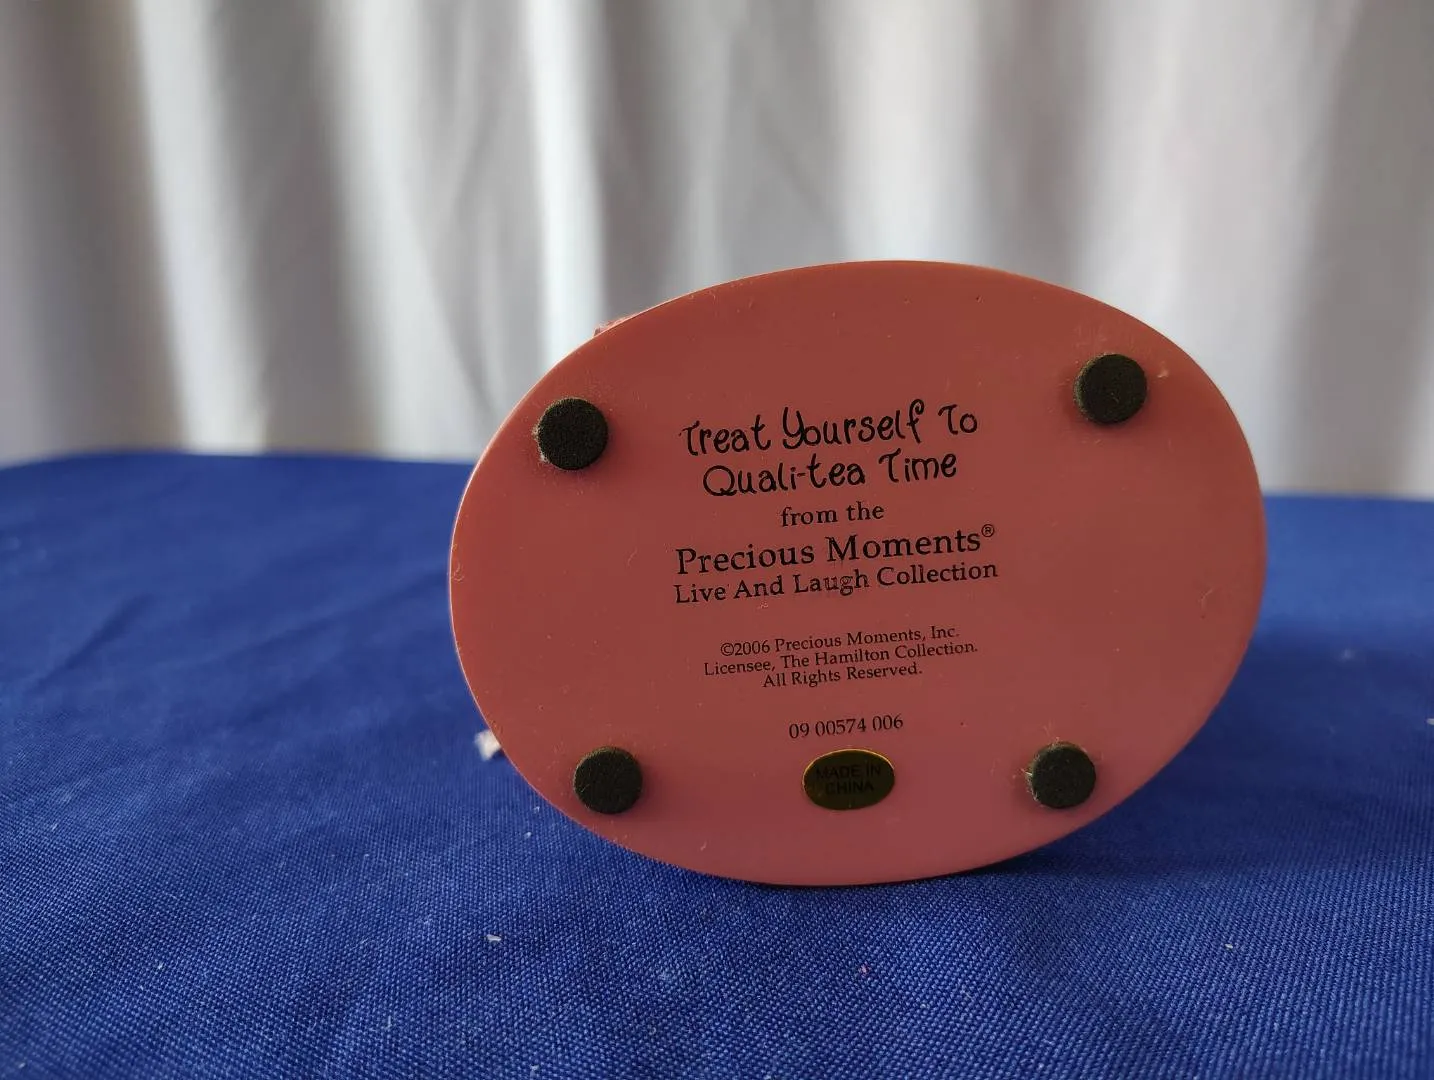 Treat Yourself To
Quali-tea Time
from the
Precious Moments®
Live And Laugh Collection
©2006 Precious Moments, Inc.
Licensee, The Hamilton Collection.
All Rights Reserved.
09 00574 006
MADE IN
CHINA